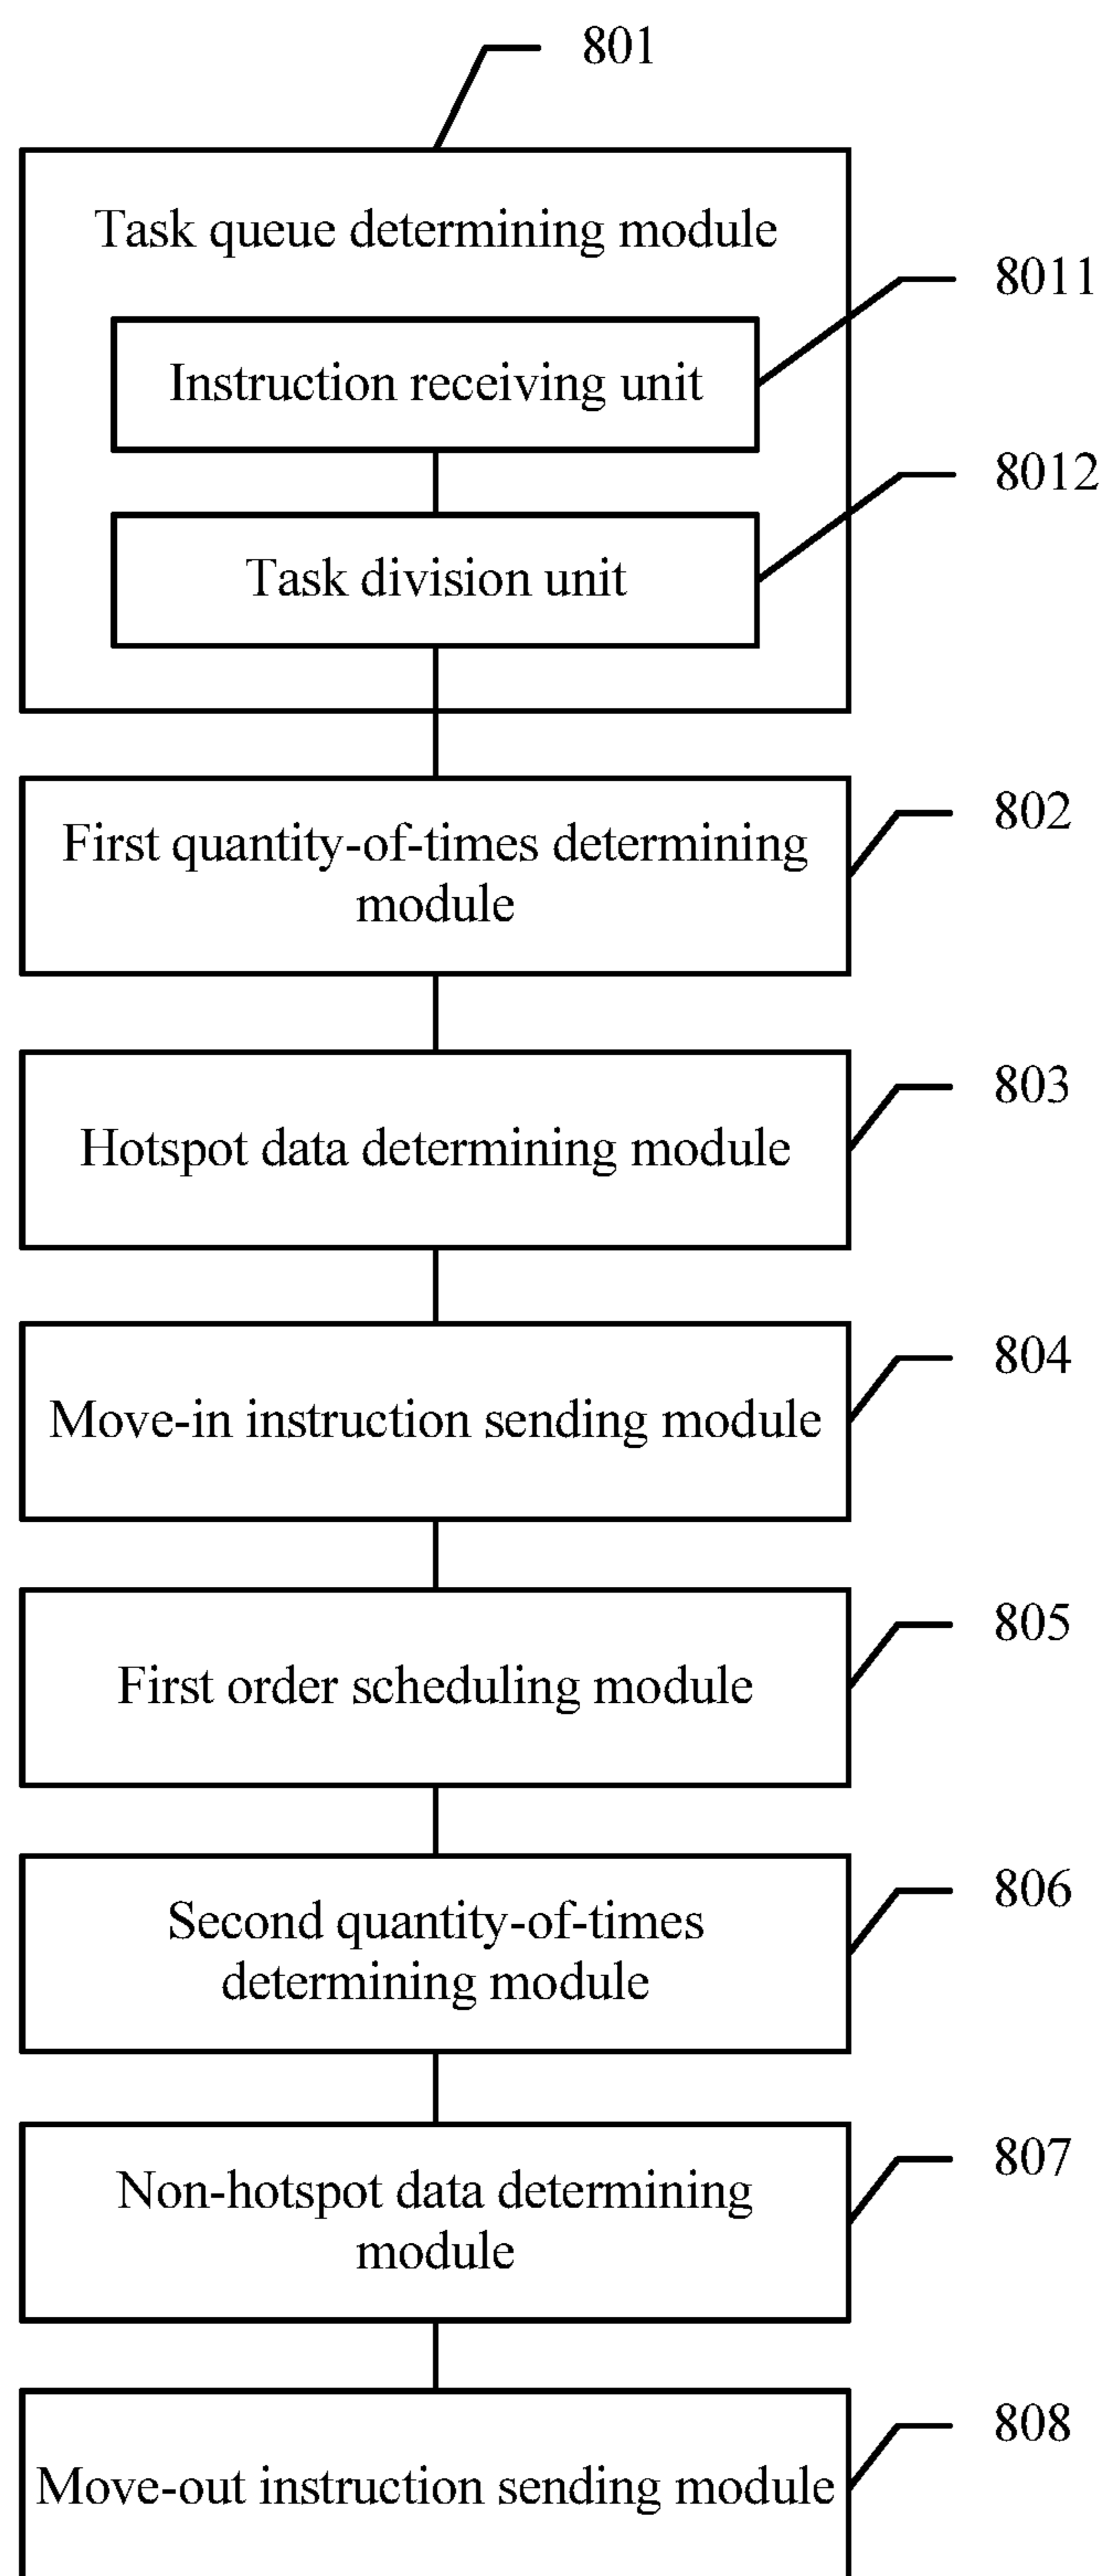 801
Task queue determining module
8011
Instruction receiving unit
8012
Task division unit
802
First quantity-of-times determining
module
803
Hotspot data determining module
804
Move-in instruction sending module
805
First order scheduling module
806
Second quantity-of-times
determining module
807
Non-hotspot data determining
module
808
Move-out instruction sending module